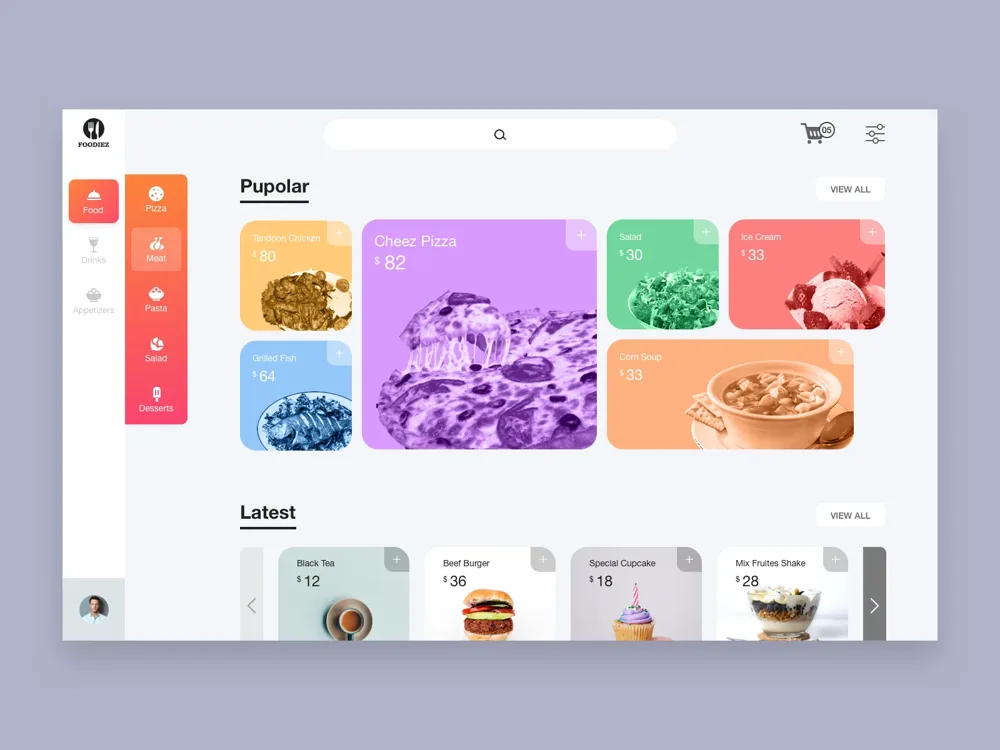 FOODIEZ
05
Food
Drinks
Appetizers
Pizza
Meat
Pasta
Salad
Desserts
Pupolar
VIEW ALL
Tandoori Chicken
$ 80
Cheez Pizza
$ 82
Salad
$ 30
Ice Cream
$ 33
Grilled Fish
$ 64
Corn Soup
$ 33
Latest
VIEW ALL
Black Tea
$ 12
Beef Burger
$ 36
Special Cupcake
$ 18
Mix Fruites Shake
$ 28